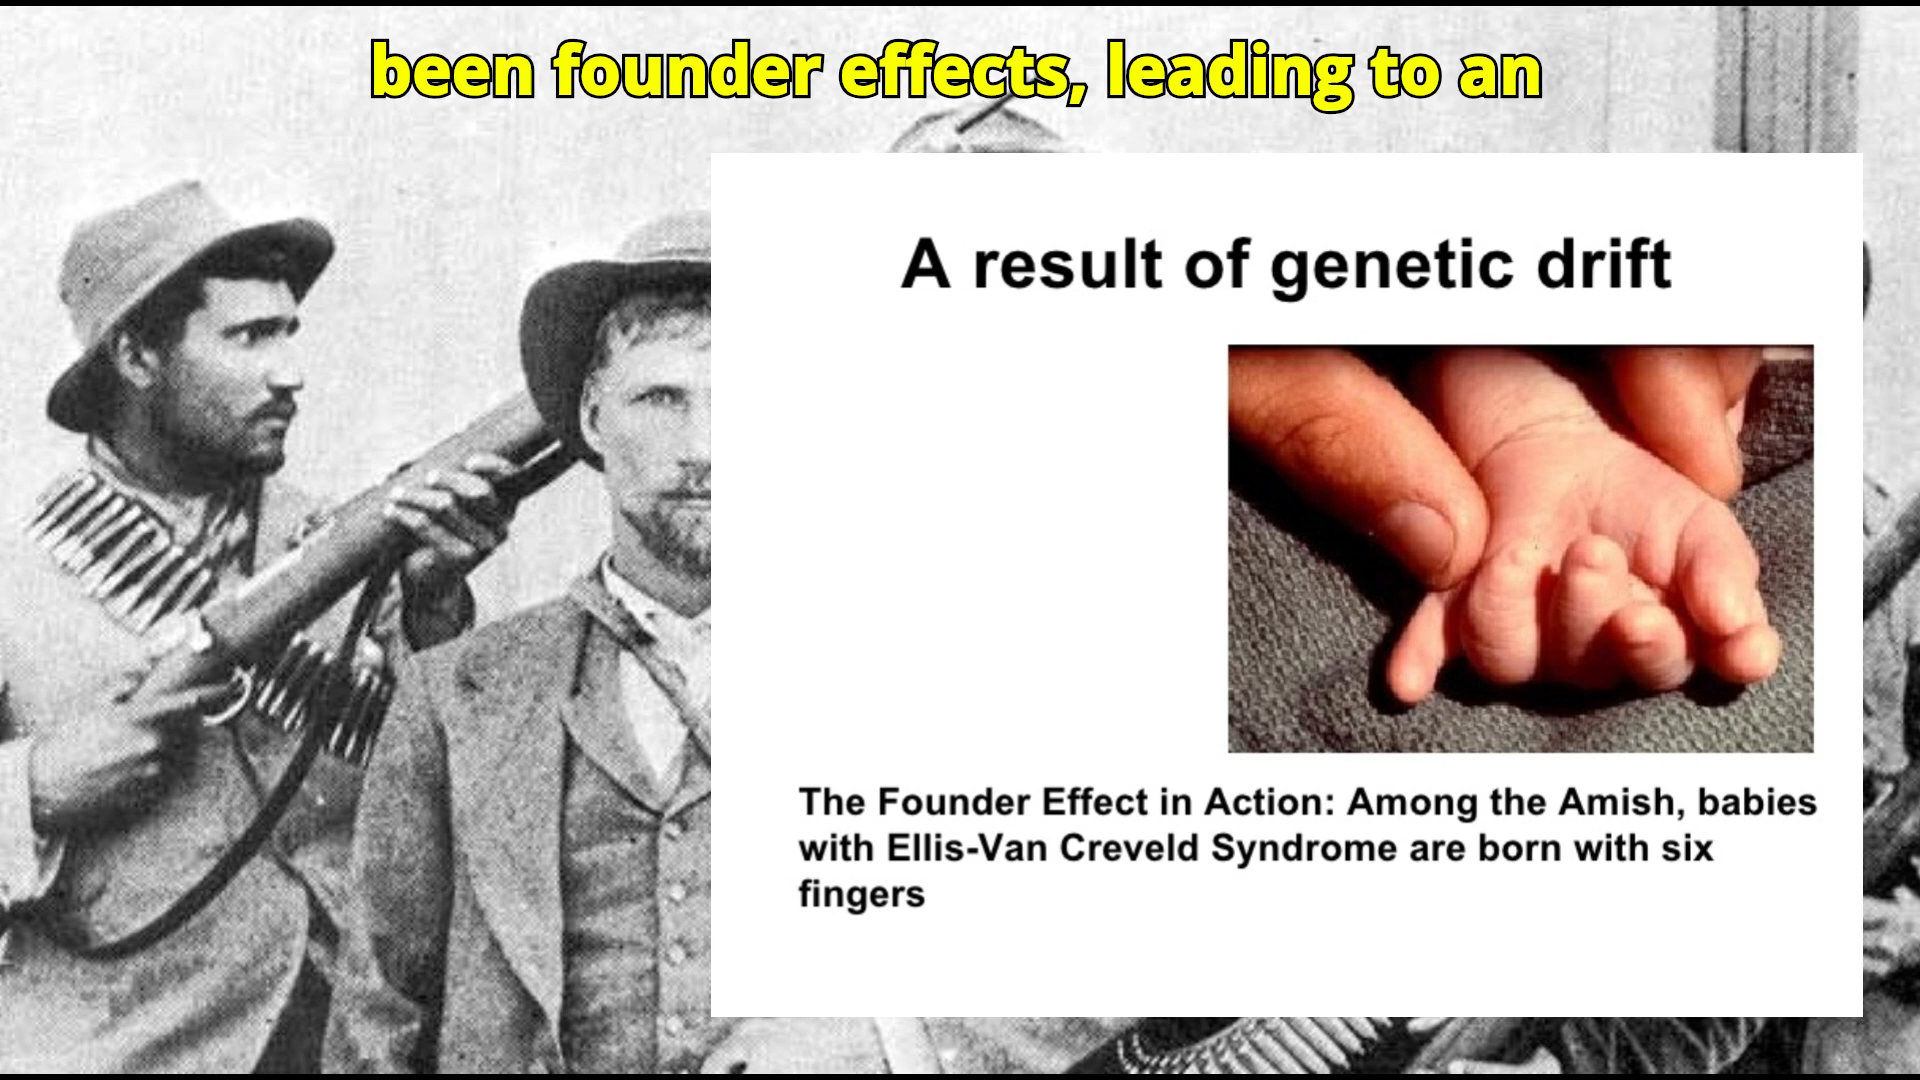 been founder effects, leading to an
A result of genetic drift
The Founder Effect in Action: Among the Amish, babies
with Ellis-Van Creveld Syndrome are born with six
fingers